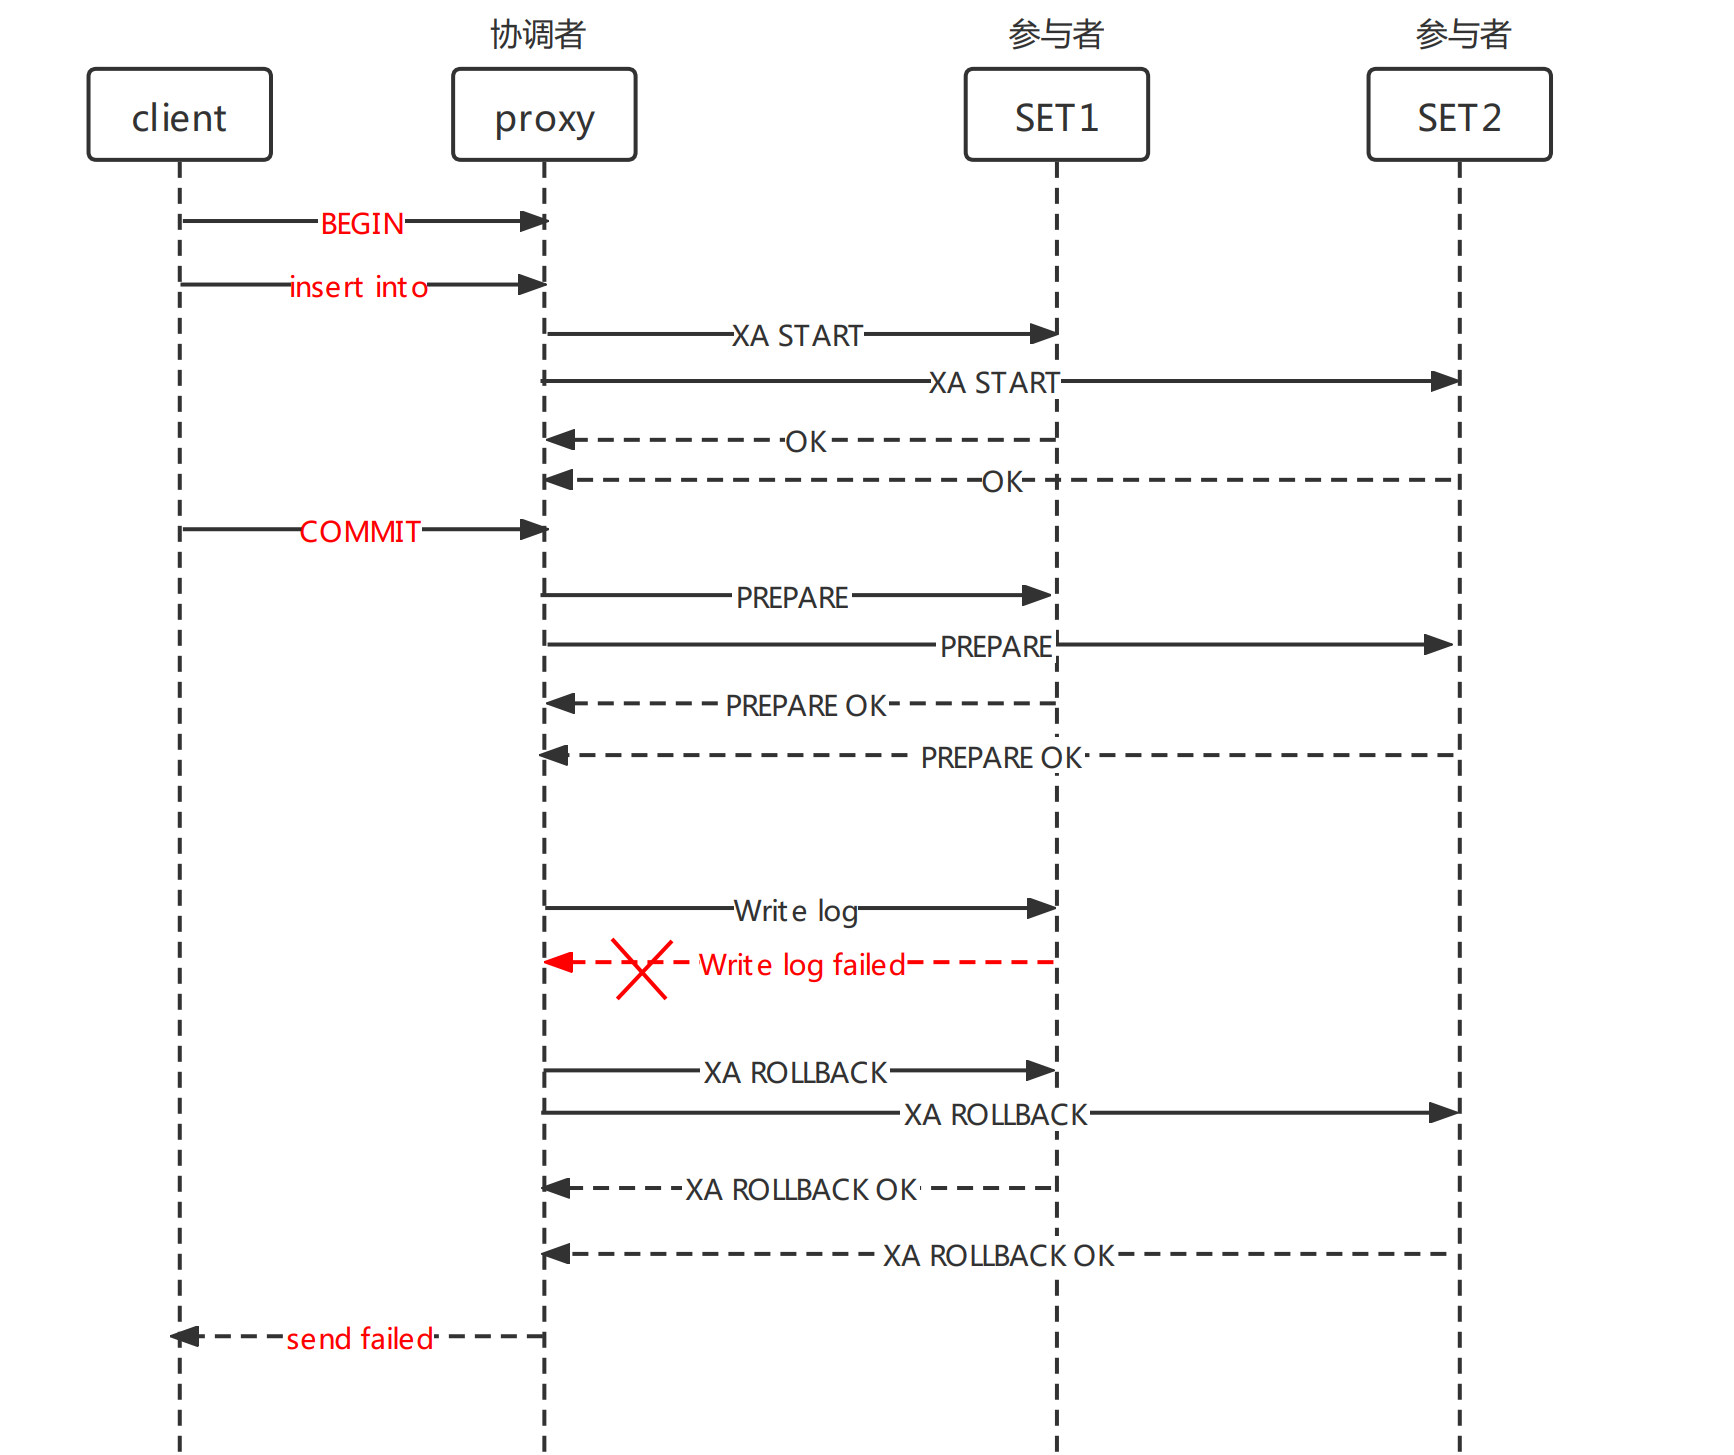 协调者
参与者
参与者
client
proxy
SET1
SET2
BEGIN
insert into
XA START
XA START
OK
OK
COMMIT
PREPARE
PREPARE
PREPARE OK
PREPARE OK
Write log
Write log failed
XA ROLLBACK
XA ROLLBACK
XA ROLLBACK OK
XA ROLLBACK OK
send failed